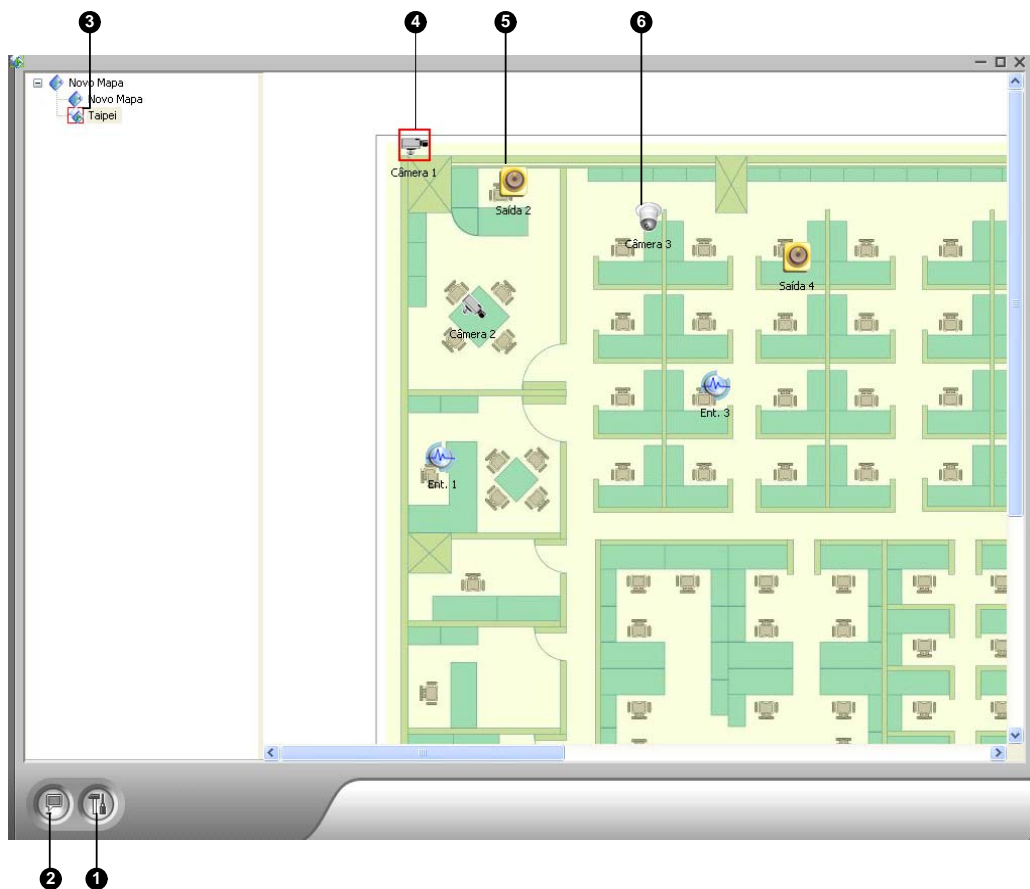 3
4
5
6
Novo Mapa
Novo Mapa
Taipei
Câmera 1
Saída 2
Câmera 3
Saída 4
Câmera 2
Ent. 3
Ent. 1
2
1